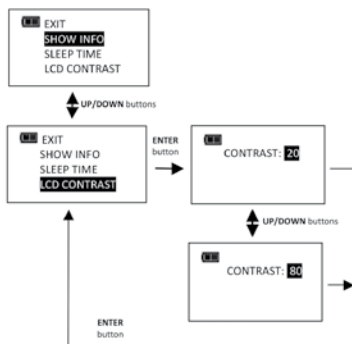 EXIT
SHOW INFO
SLEEP TIME
LCD CONTRAST
UP/DOWN buttons
EXIT
SHOW INFO
SLEEP TIME
LCD CONTRAST
ENTER
button
CONTRAST: 20
UP/DOWN buttons
CONTRAST: 80
ENTER
button